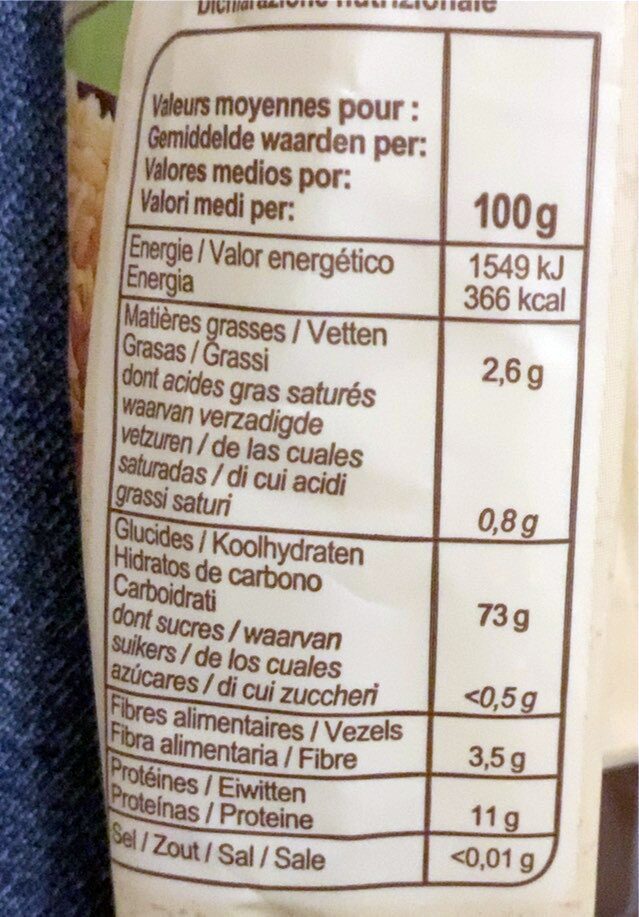 Dichiarazione nutrizionale
Valeurs moyennes pour :
Gemiddelde waarden per:
Valores medios por:
Valori medi per:
100 g
Energie / Valor energético
Energia
1549 kJ
366 kcal
Matières grasses / Vetten
Grasas / Grassi
2,6 g
dont acides gras saturés
waarvan verzadigde
vetzuren / de las cuales
saturadas / di cui acidi
grassi saturi
0,8 g
Glucides / Koolhydraten
Hidratos de carbono
Carboidrati
73 g
dont sucres / waarvan
suikers / de los cuales
azúcares / di cui zuccheri
<0,5 g
Fibres alimentaires / Vezels
Fibra alimentaria / Fibre
3,5 g
Protéines / Eiwitten
Proteínas / Proteine
11 g
Sel / Zout / Sal / Sale
<0,01 g